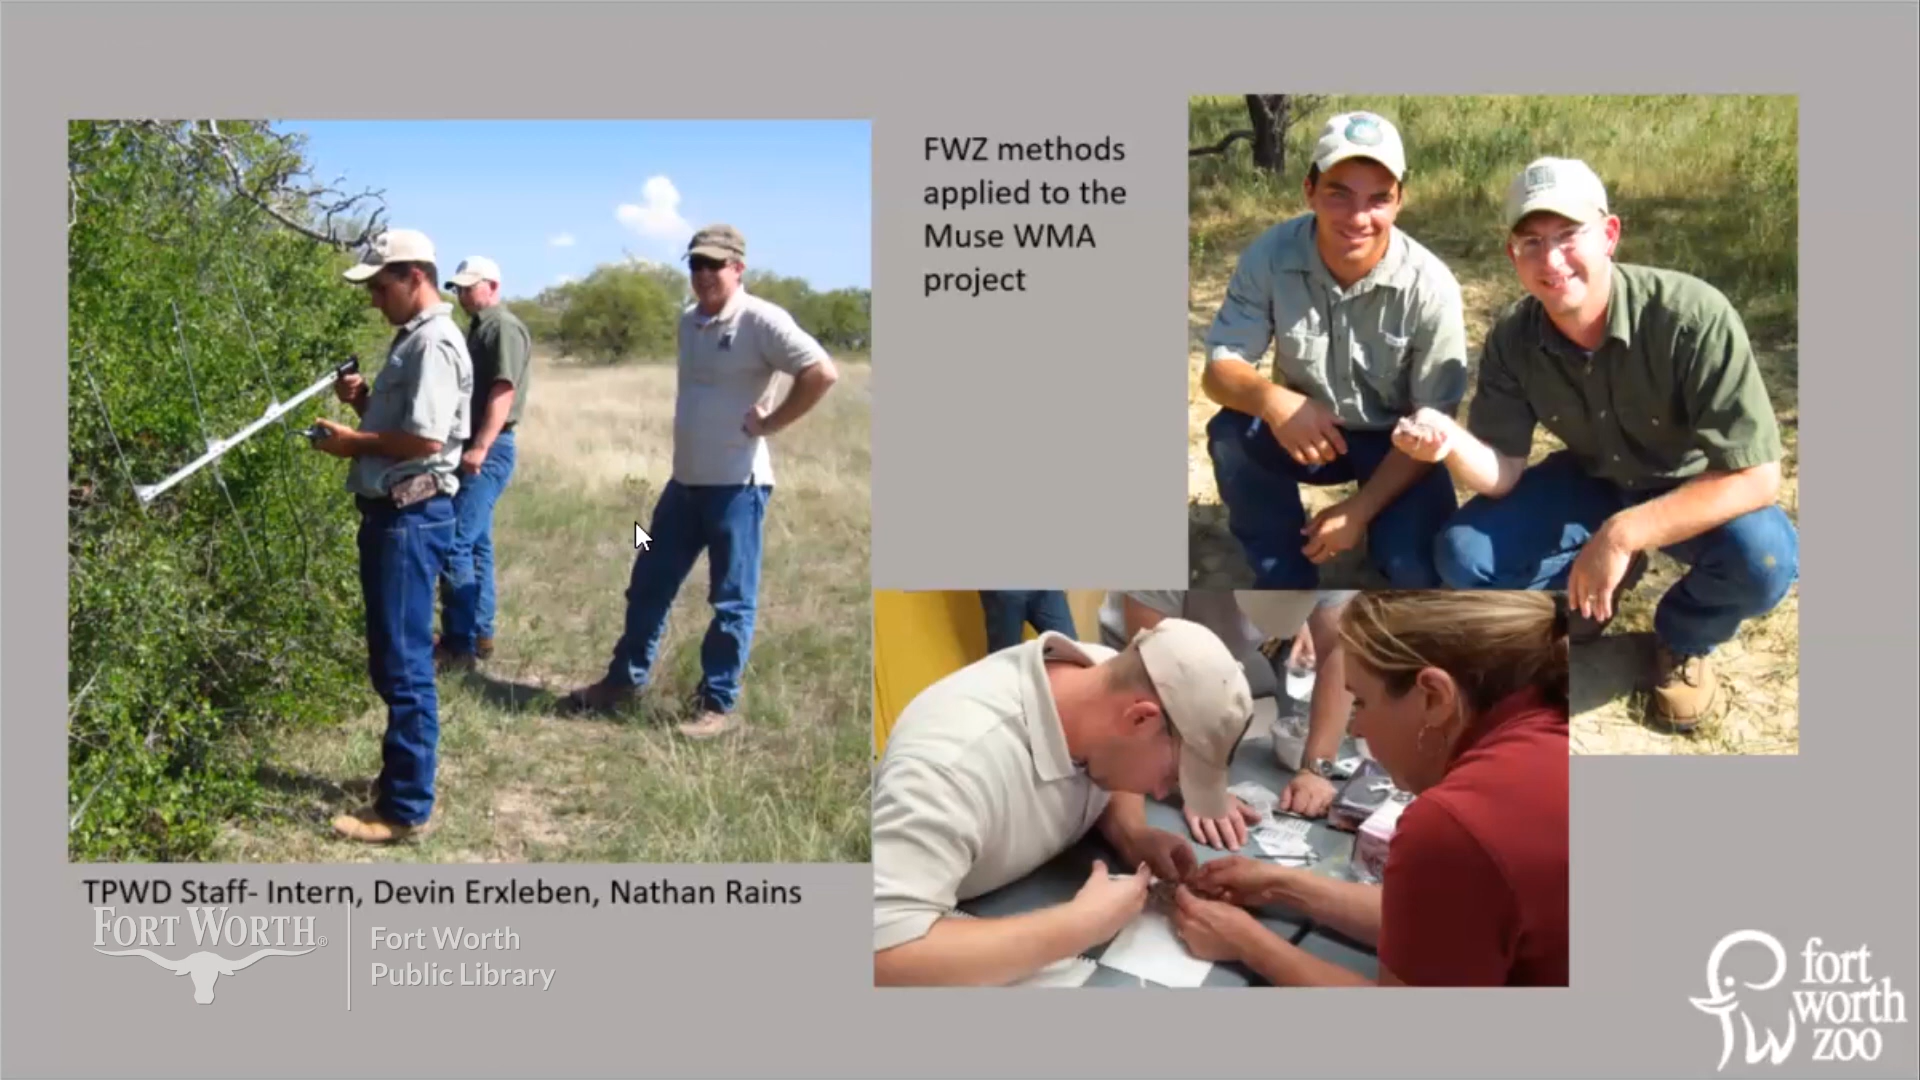 FWZ methods
applied to the
Muse WMA
project
TPWD Staff- Intern, Devin Erxleben, Nathan Rains
FORT WORTH®
Fort Worth
Public Library
fort
worth
zoo